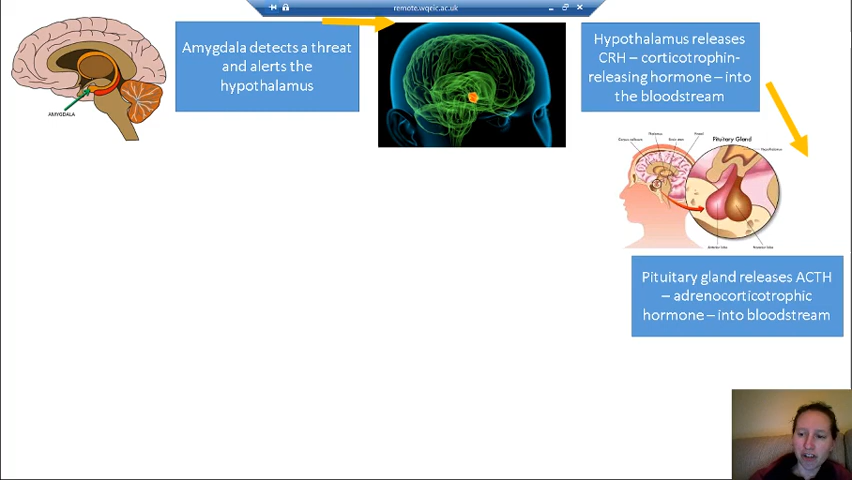 remote.wqeic.ac.uk
Amygdala detects a threat
and alerts the
hypothalamus
Hypothalamus releases
CRH – corticotrophin-
releasing hormone – into
the bloodstream
AMYGDALA
Pituitary Gland
Hypothalamus
Pituitary gland releases ACTH
– adrenocorticotrophic
hormone – into bloodstream